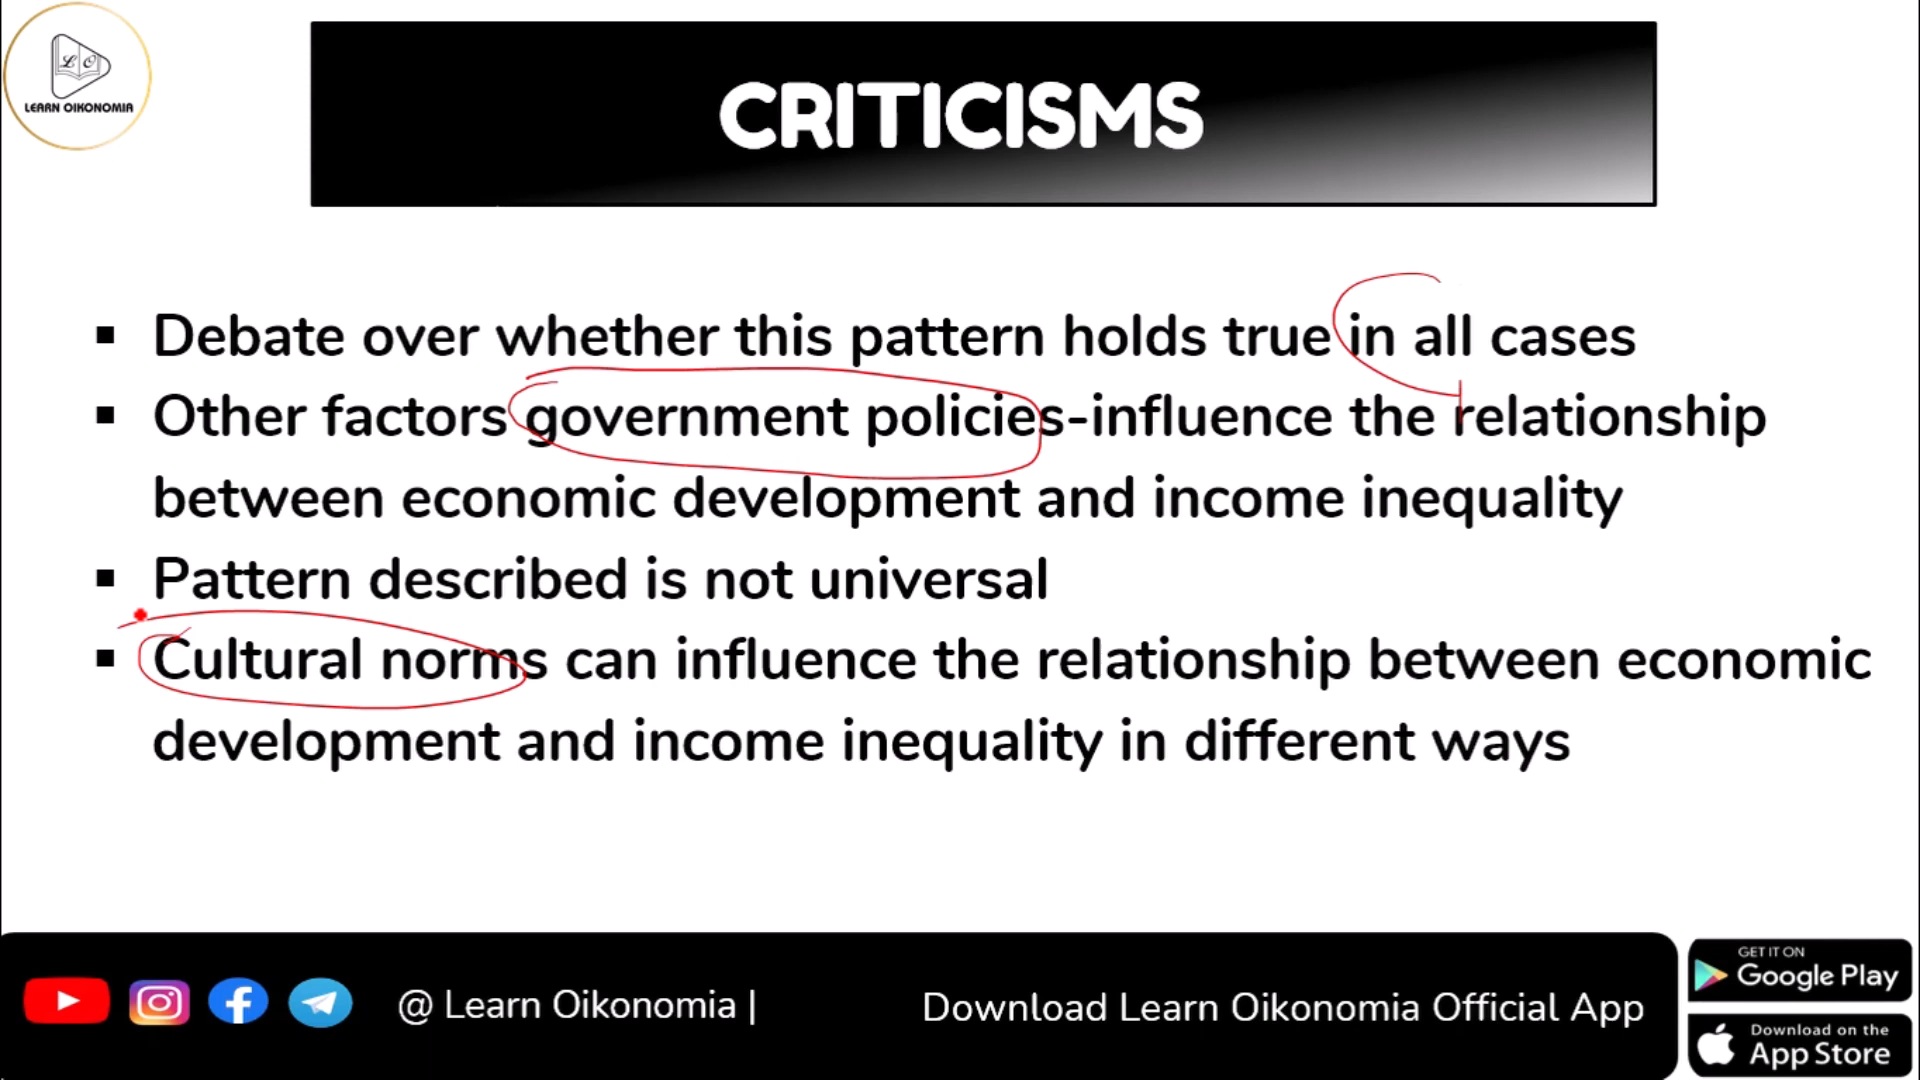 L O
LEARN OIKONOMIA
CRITICISMS
▪ Debate over whether this pattern holds true in all cases
▪ Other factors government policies-influence the relationship
between economic development and income inequality
▪ Pattern described is not universal
▪ Cultural norms can influence the relationship between economic
development and income inequality in different ways
@ Learn Oikonomia |
Download Learn Oikonomia Official App
GET IT ON
Google Play
Download on the
App Store